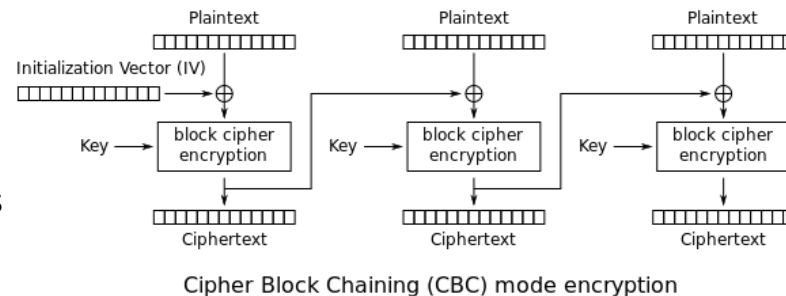 Plaintext Plaintext Plaintext
Initialization Vector (IV)
Key block cipher encryption Key block cipher encryption Key block cipher encryption
Ciphertext Ciphertext Ciphertext
s
Cipher Block Chaining (CBC) mode encryption